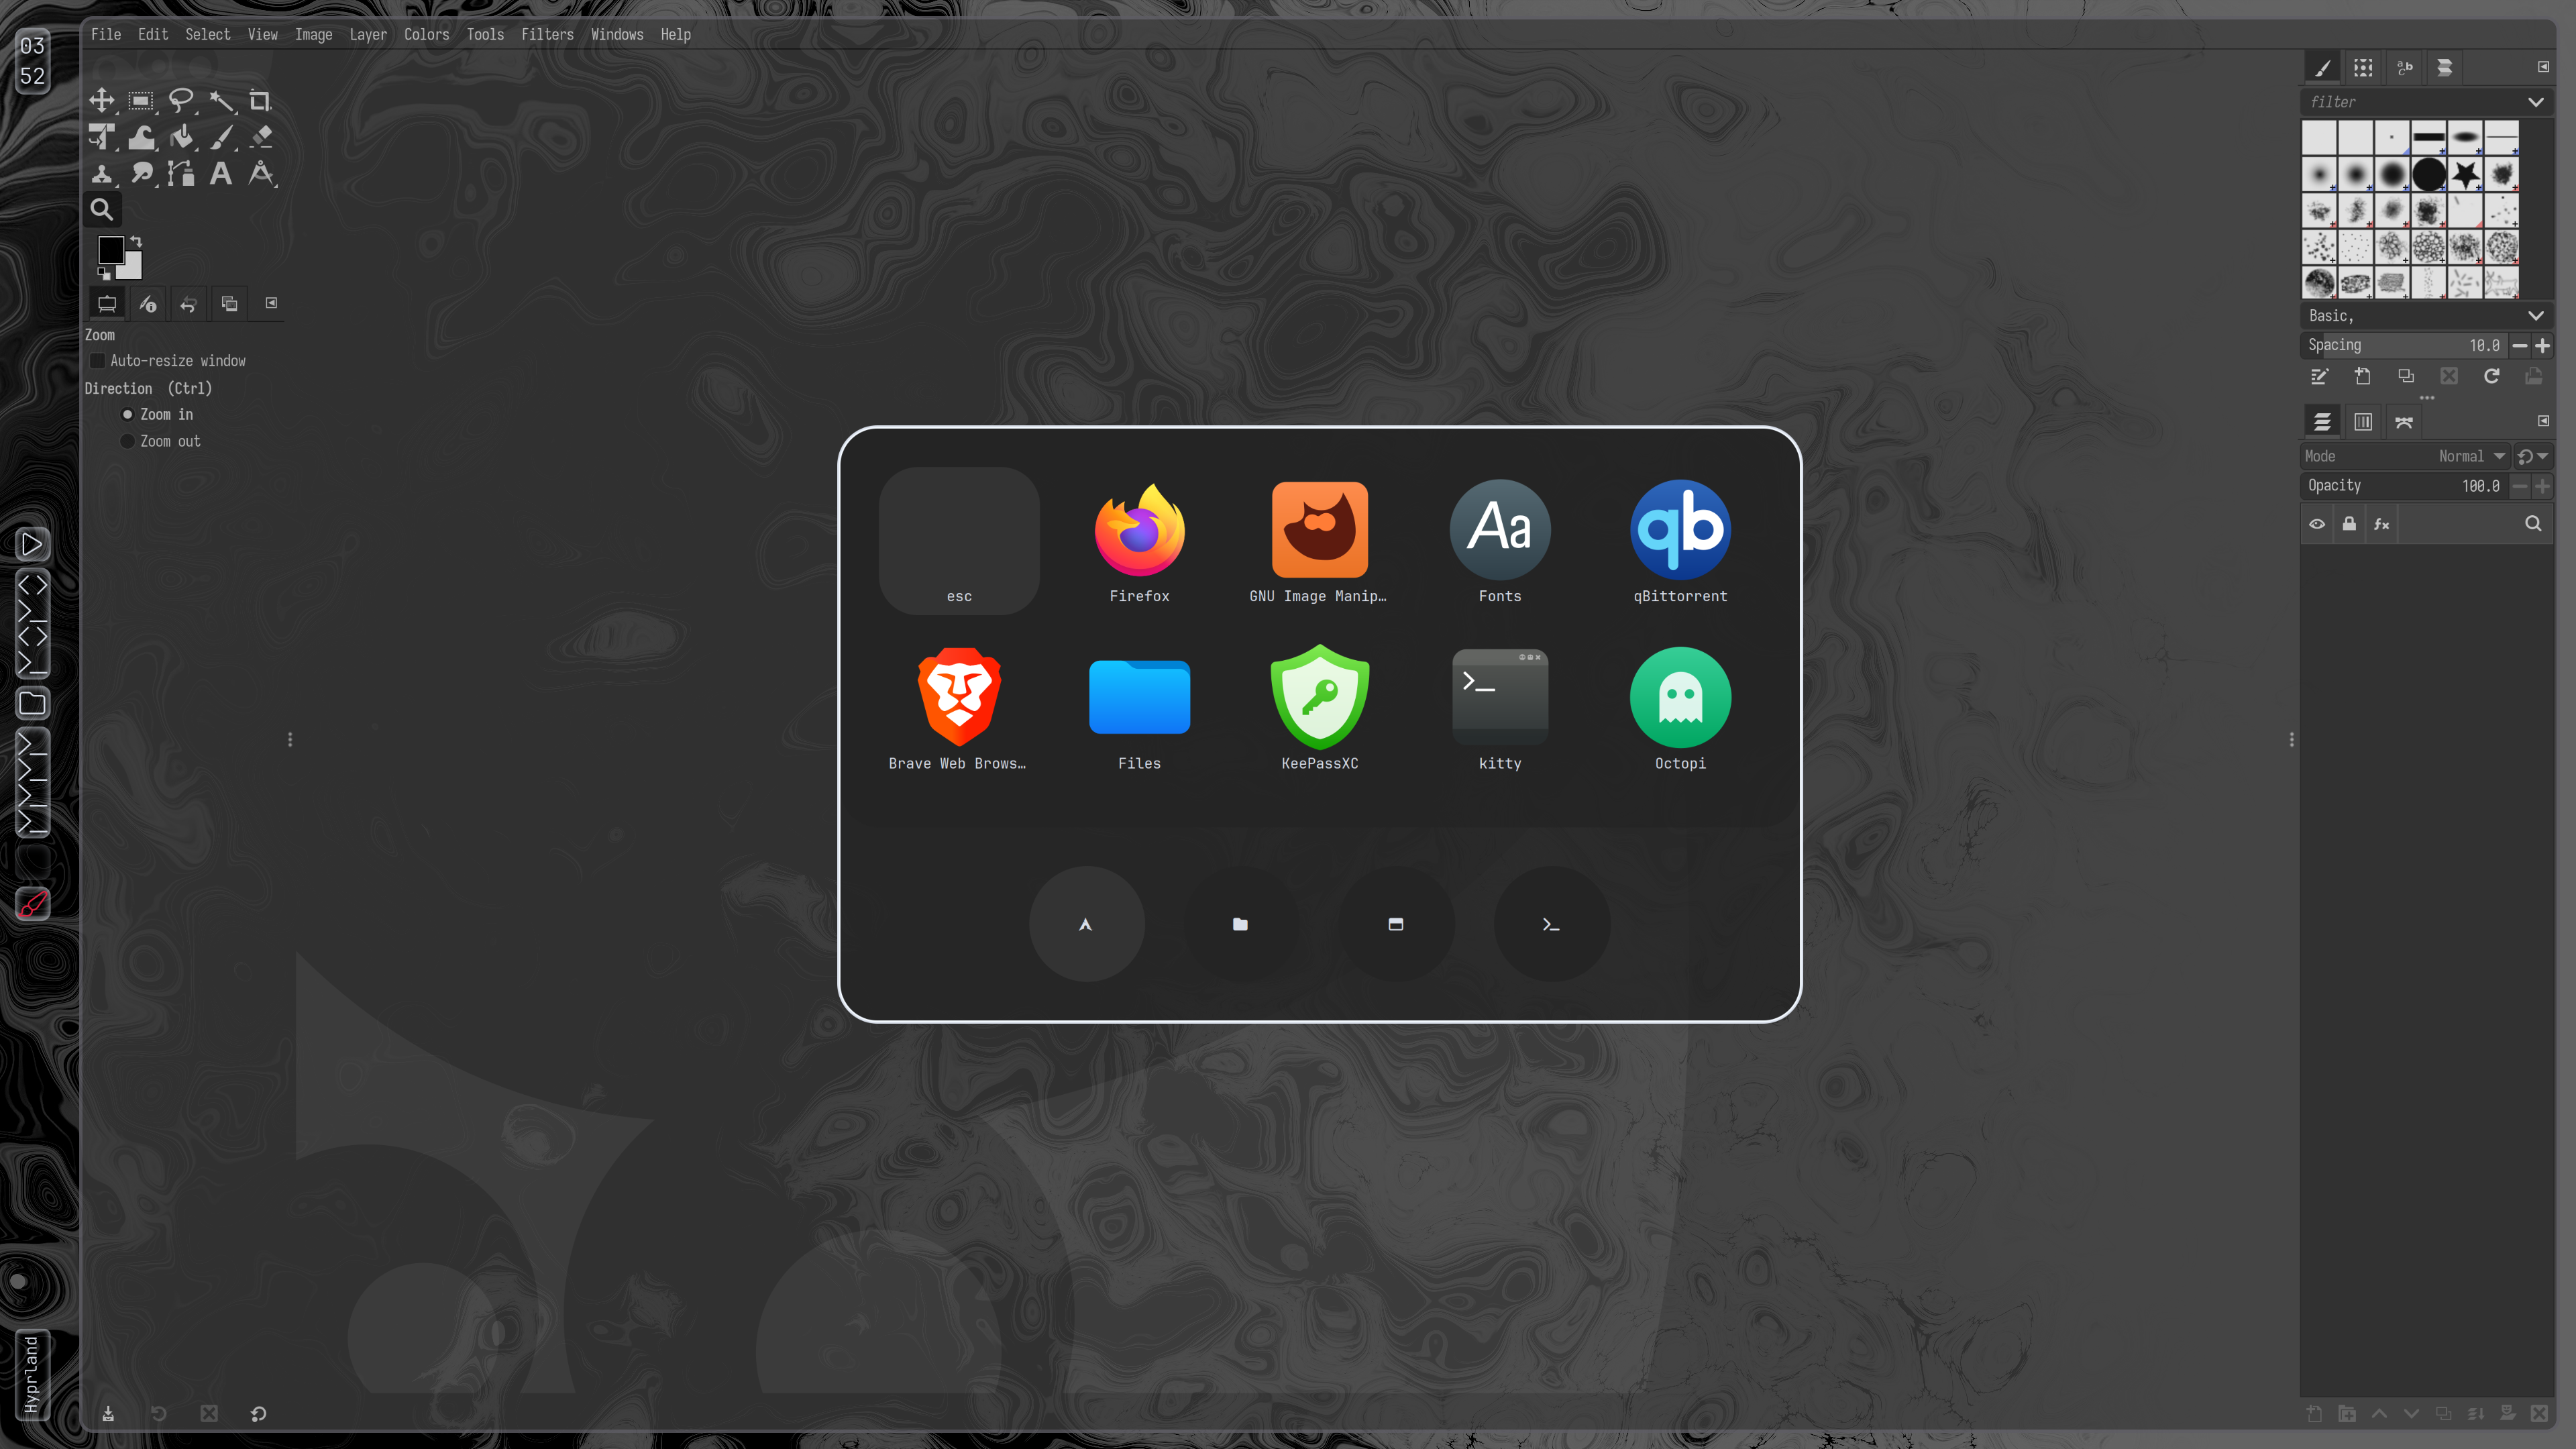 03
52
File Edit Select View Image Layer Colors Tools Filters Windows Help
Zoom
Auto-resize window
Direction (Ctrl)
Zoom in
Zoom out
esc
Firefox
GNU Image Manip…
Fonts
qBittorrent
Brave Web Brows…
Files
KeePassXC
kitty
Octopi
filter
Basic,
Spacing 10.0
Mode Normal
Opacity 100.0
Hyprland